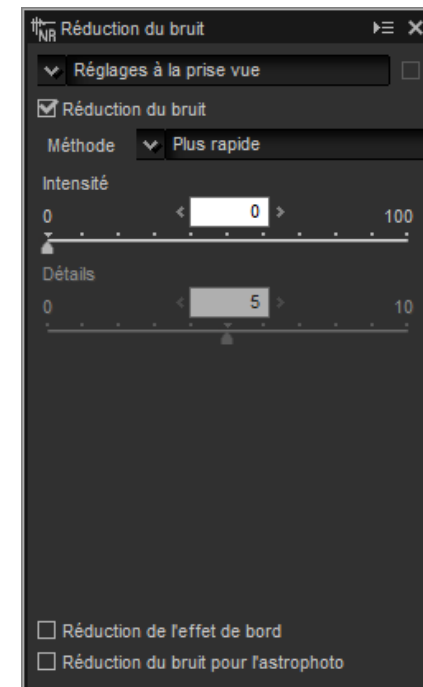 NR Réduction du bruit
Réglages à la prise vue
Réduction du bruit
Méthode Plus rapide
Intensité
0 0 100
Détails
0 5 10
Réduction de l'effet de bord
Réduction du bruit pour l'astrophoto